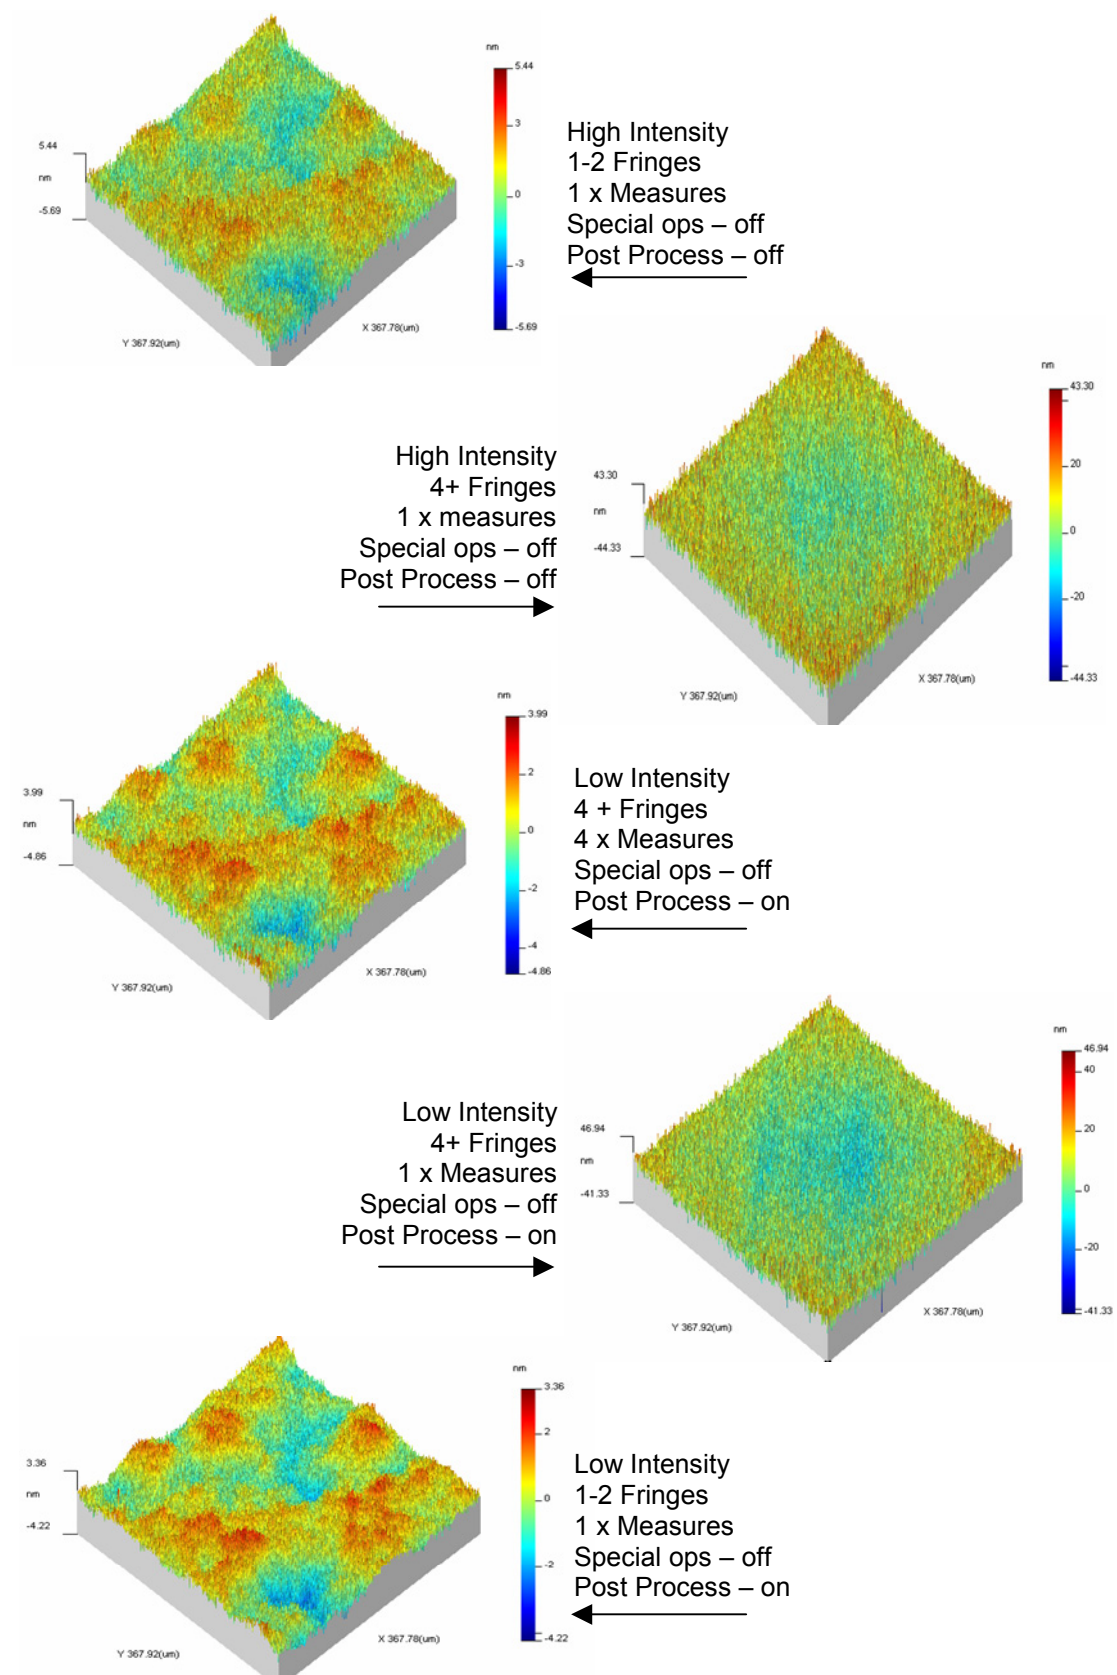 nm
5.44
3
0
-3
-5.69
5.44
nm
-5.69
Y 367.92(um)
X 367.78(um)
High Intensity
1-2 Fringes
1 x Measures
Special ops – off
Post Process – off
High Intensity
4+ Fringes
1 x measures
Special ops – off
Post Process – off
nm
43.30
20
0
-20
-44.33
43.30
nm
-44.33
Y 367.92(um)
X 367.78(um)
nm
3.99
2
0
-2
-4
-4.86
3.99
nm
-4.86
Y 367.92(um)
X 367.78(um)
Low Intensity
4 + Fringes
4 x Measures
Special ops – off
Post Process – on
Low Intensity
4+ Fringes
1 x Measures
Special ops – off
Post Process – on
nm
46.94
40
20
0
-20
-41.33
46.94
nm
-41.33
Y 367.92(um)
X 367.78(um)
nm
3.36
2
0
-2
-4.22
3.36
nm
-4.22
Y 367.92(um)
X 367.78(um)
Low Intensity
1-2 Fringes
1 x Measures
Special ops – off
Post Process – on